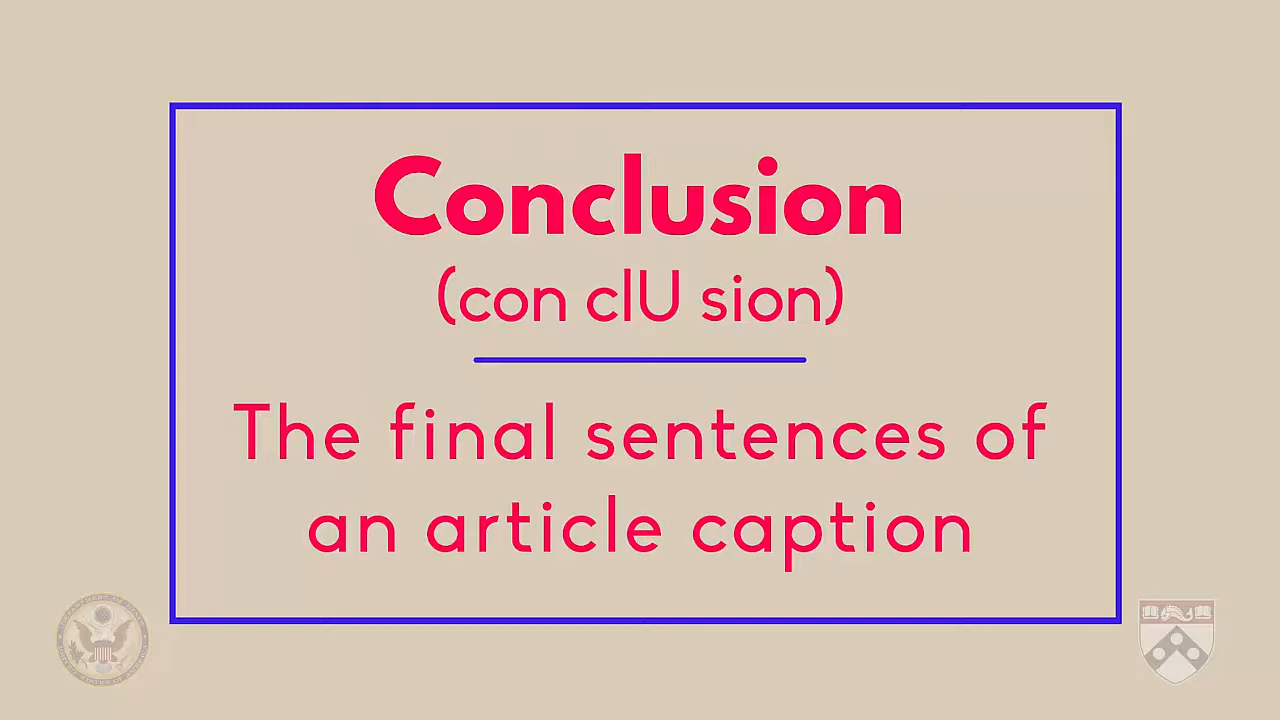 Conclusion
(con clU sion)
The final sentences of
an article caption